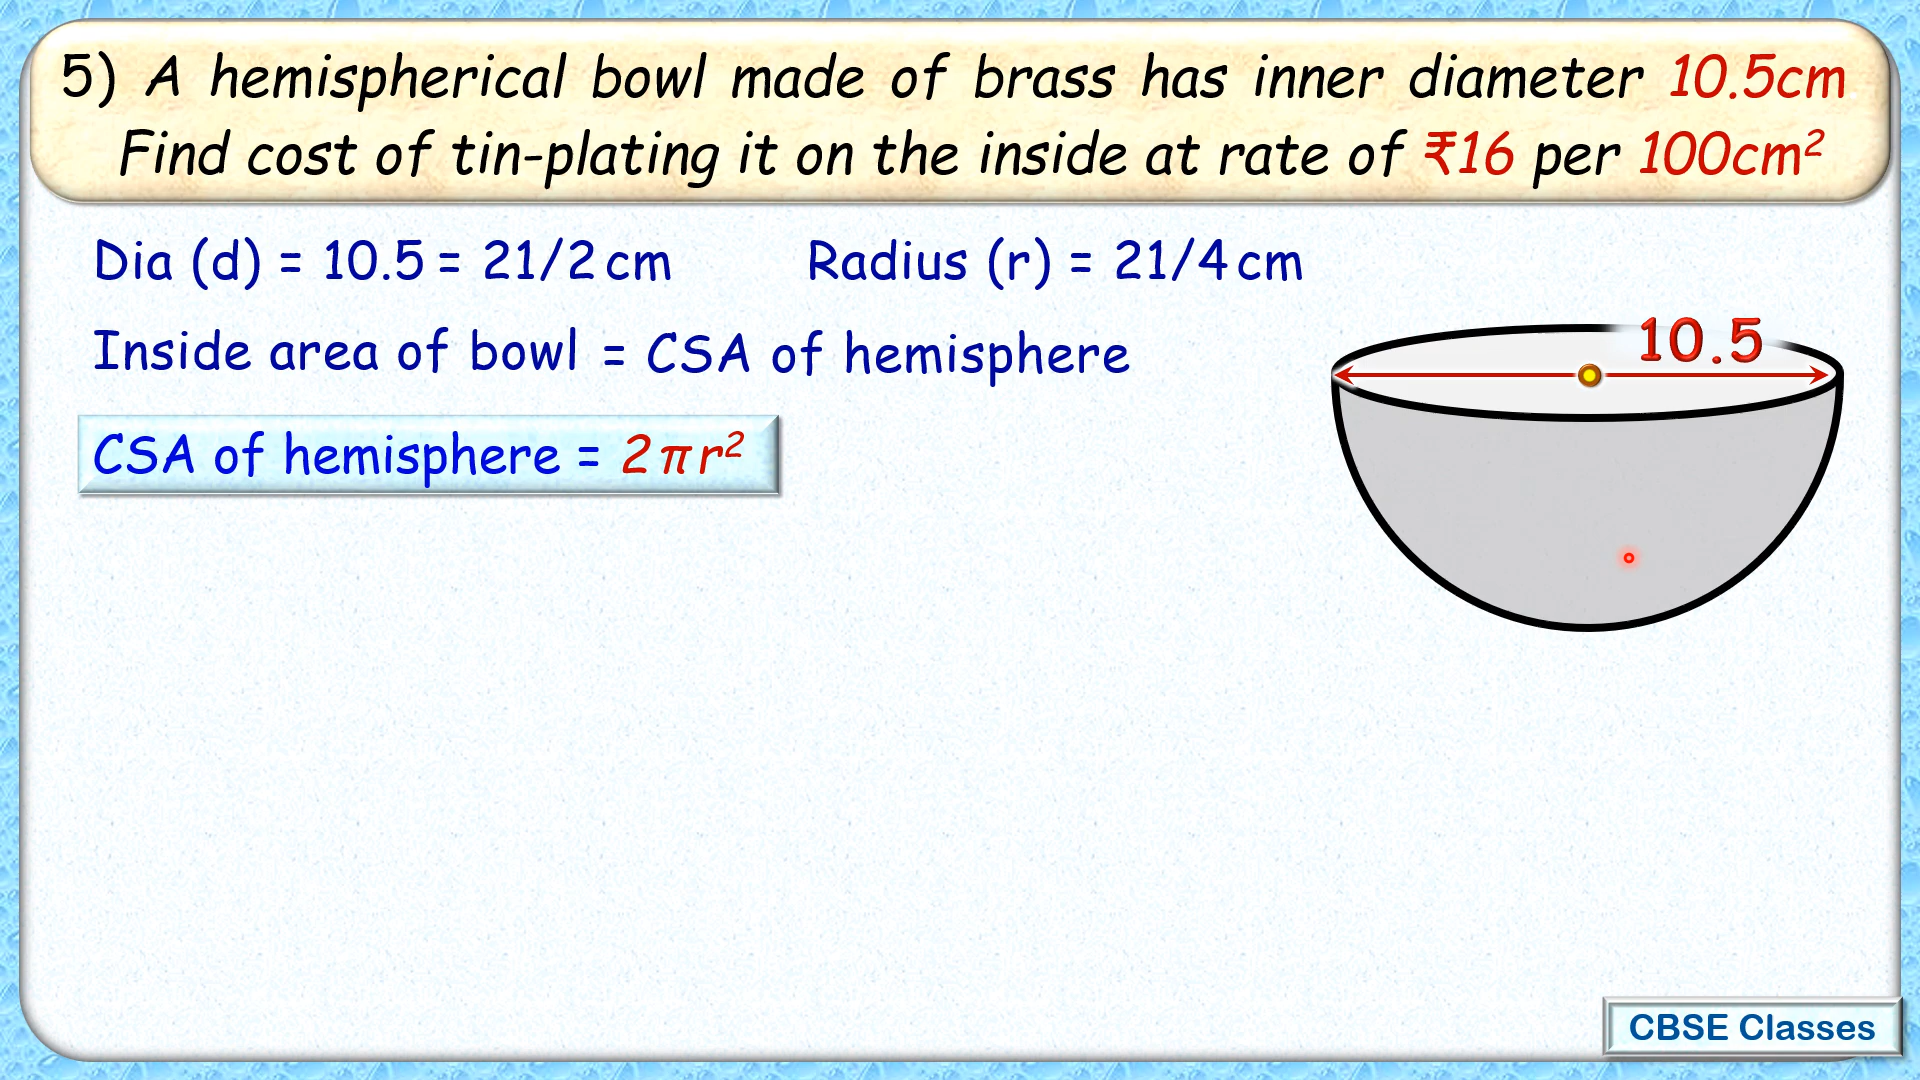 5) A hemispherical bowl made of brass has inner diameter 10.5cm
Find cost of tin-plating it on the inside at rate of ₹16 per 100cm²
Dia (d) = 10.5 = 21/2 cm Radius (r) = 21/4 cm
Inside area of bowl = CSA of hemisphere
10.5
CSA of hemisphere = 2πr²
CBSE Classes